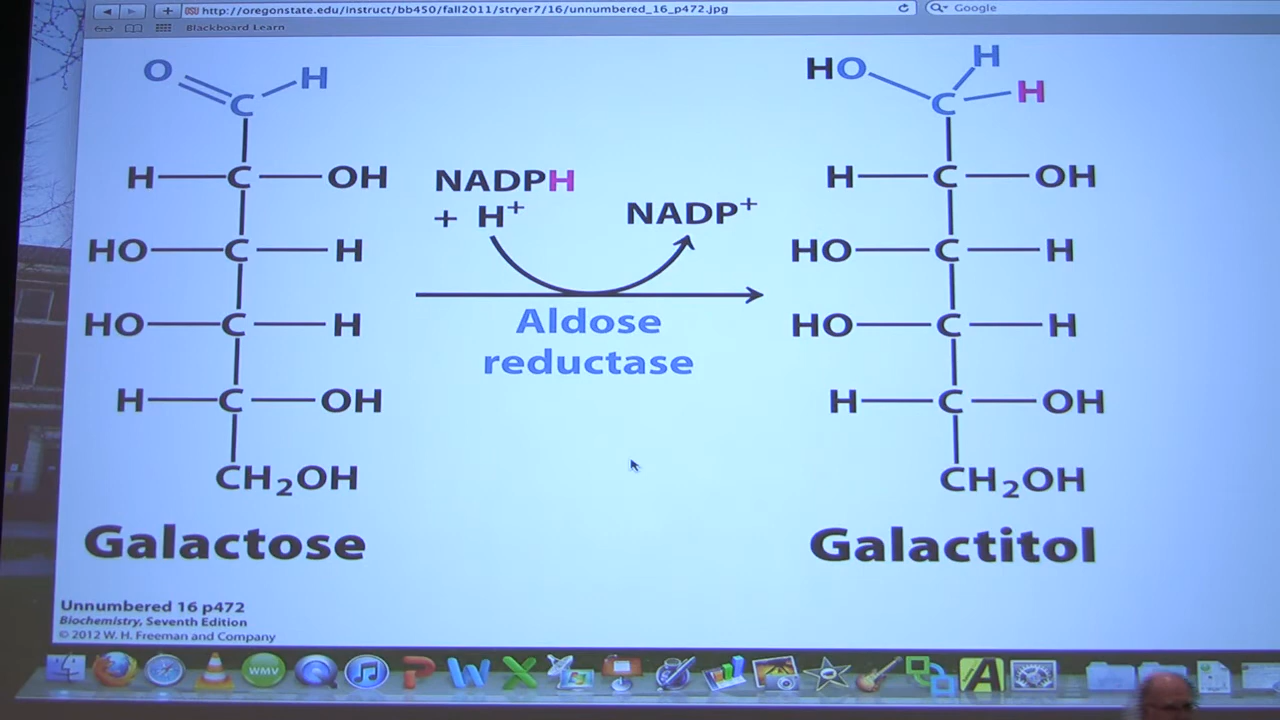 http://oregonstate.edu/instruct/bb450/fall2011/stryer7/16/unnumbered_16_p472.jpg
Google
Blackboard Learn
O H
C
H C OH
HO C H
HO C H
H C OH
CH₂OH
Galactose
NADPH
+ H⁺
NADP⁺
Aldose
reductase
HO H
C H
H C OH
HO C H
HO C H
H C OH
CH₂OH
Galactitol
Unnumbered 16 p472
Biochemistry, Seventh Edition
© 2012 W. H. Freeman and Company
WMV